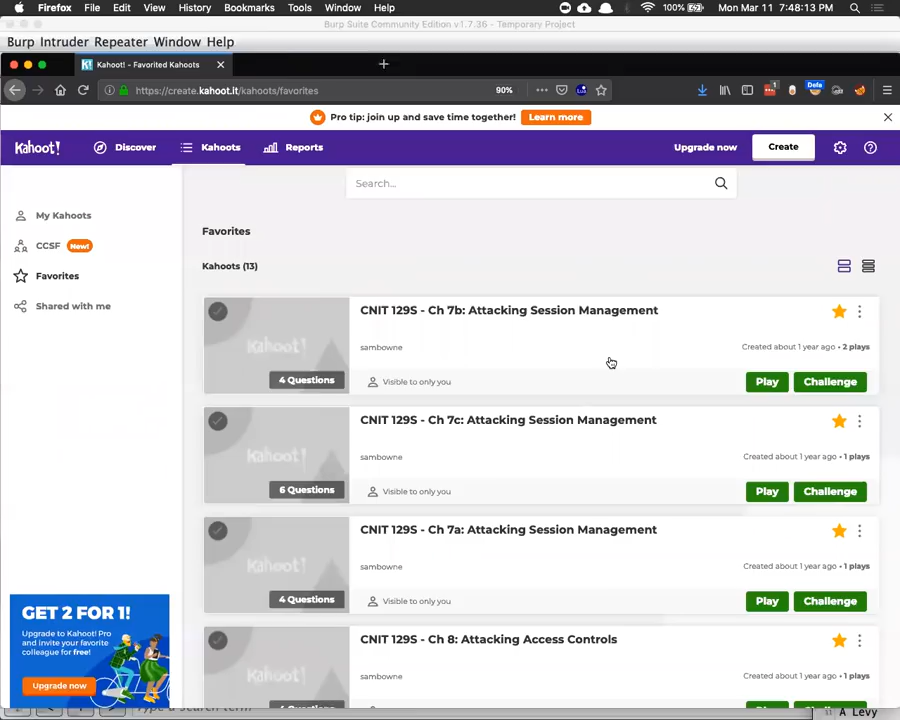 Firefox File Edit View History Bookmarks Tools Window Help 100% Mon Mar 11 7:48:13 PM
Burp Suite Community Edition v1.7.36 - Temporary Project
Burp Intruder Repeater Window Help
Kahoot! - Favorited Kahoots
https://create.kahoot.it/kahoots/favorites 90%
Pro tip: join up and save time together! Learn more
Kahoot! Discover Kahoots Reports Upgrade now Create
Search...
My Kahoots
CCSF New!
Favorites
Shared with me
Favorites
Kahoots (13)
CNIT 129S - Ch 7b: Attacking Session Management
sambowne
Created about 1 year ago • 2 plays
Kahoot!
4 Questions
Visible to only you
Play Challenge
CNIT 129S - Ch 7c: Attacking Session Management
sambowne
Created about 1 year ago • 1 plays
Kahoot!
6 Questions
Visible to only you
Play Challenge
CNIT 129S - Ch 7a: Attacking Session Management
sambowne
Created about 1 year ago • 1 plays
Kahoot!
4 Questions
Visible to only you
Play Challenge
CNIT 129S - Ch 8: Attacking Access Controls
sambowne
Created about 1 year ago • 1 plays
Kahoot!
GET 2 FOR 1!
Upgrade to Kahoot! Pro
and invite your favorite
colleague for free!
Upgrade now
Type a search term
A Levy